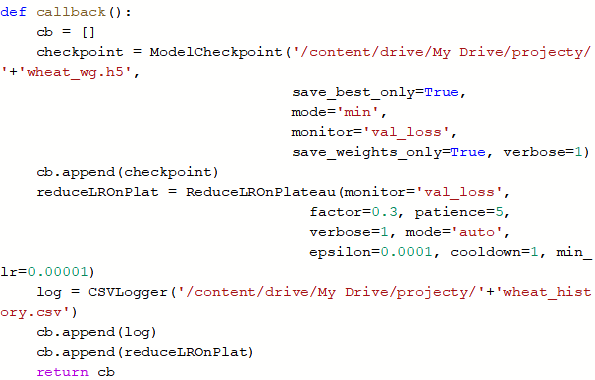 def callback():
    cb = []
    checkpoint = ModelCheckpoint('/content/drive/My Drive/projecty/
'+'wheat_wg.h5',
                                 save_best_only=True,
                                 mode='min',
                                 monitor='val_loss',
                                 save_weights_only=True, verbose=1)
    cb.append(checkpoint)
    reduceLROnPlat = ReduceLROnPlateau(monitor='val_loss',
                                   factor=0.3, patience=5,
                                   verbose=1, mode='auto',
                                   epsilon=0.0001, cooldown=1, min_
lr=0.00001)
    log = CSVLogger('/content/drive/My Drive/projecty/'+'wheat_hist
ory.csv')
    cb.append(log)
    cb.append(reduceLROnPlat)
    return cb